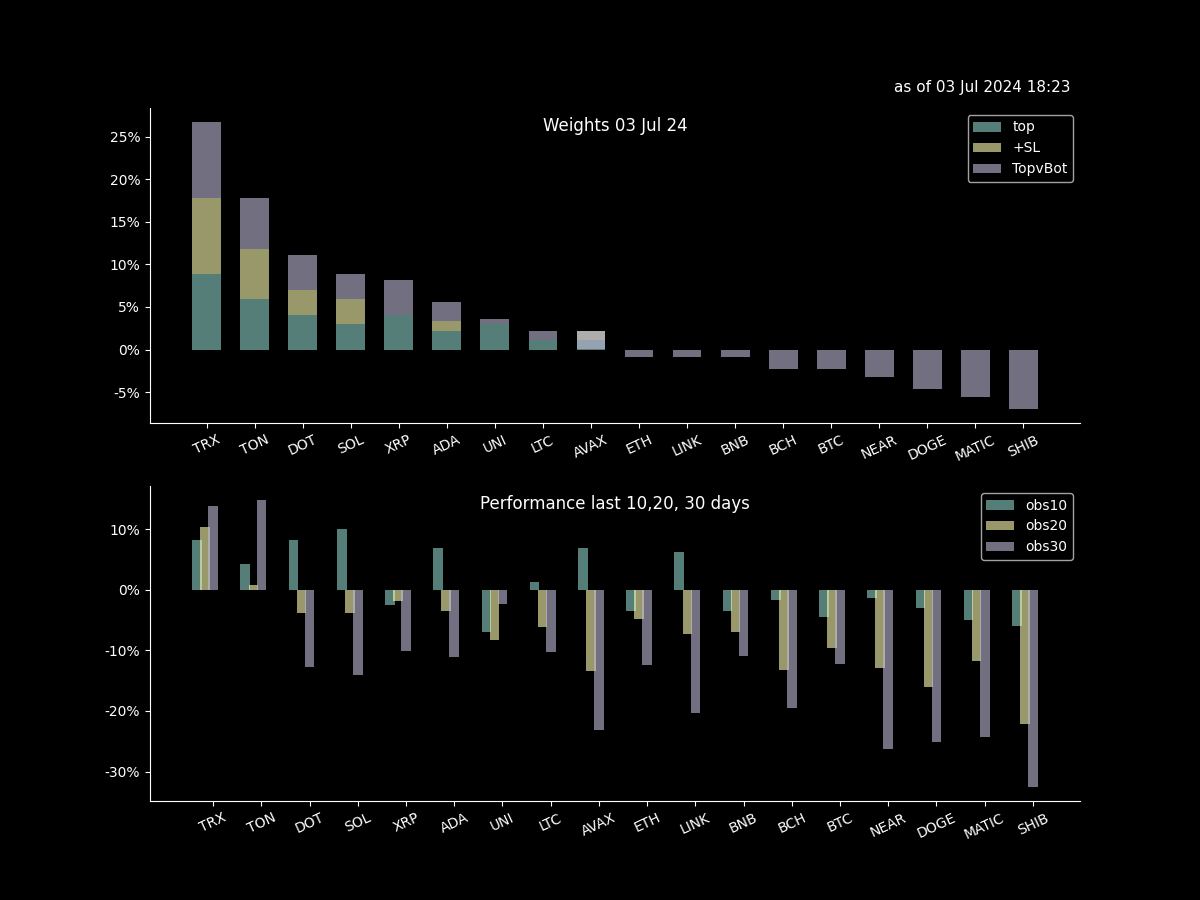 as of 03 Jul 2024 18:23
Weights 03 Jul 24
top
+SL
TopvBot
25%
20%
15%
10%
5%
0%
-5%
TRX TON DOT SOL XRP ADA UNI LTC AVAX ETH LINK BNB BCH BTC NEAR DOGE MATIC SHIB
Performance last 10,20, 30 days
obs10
obs20
obs30
10%
0%
-10%
-20%
-30%
TRX TON DOT SOL XRP ADA UNI LTC AVAX ETH LINK BNB BCH BTC NEAR DOGE MATIC SHIB